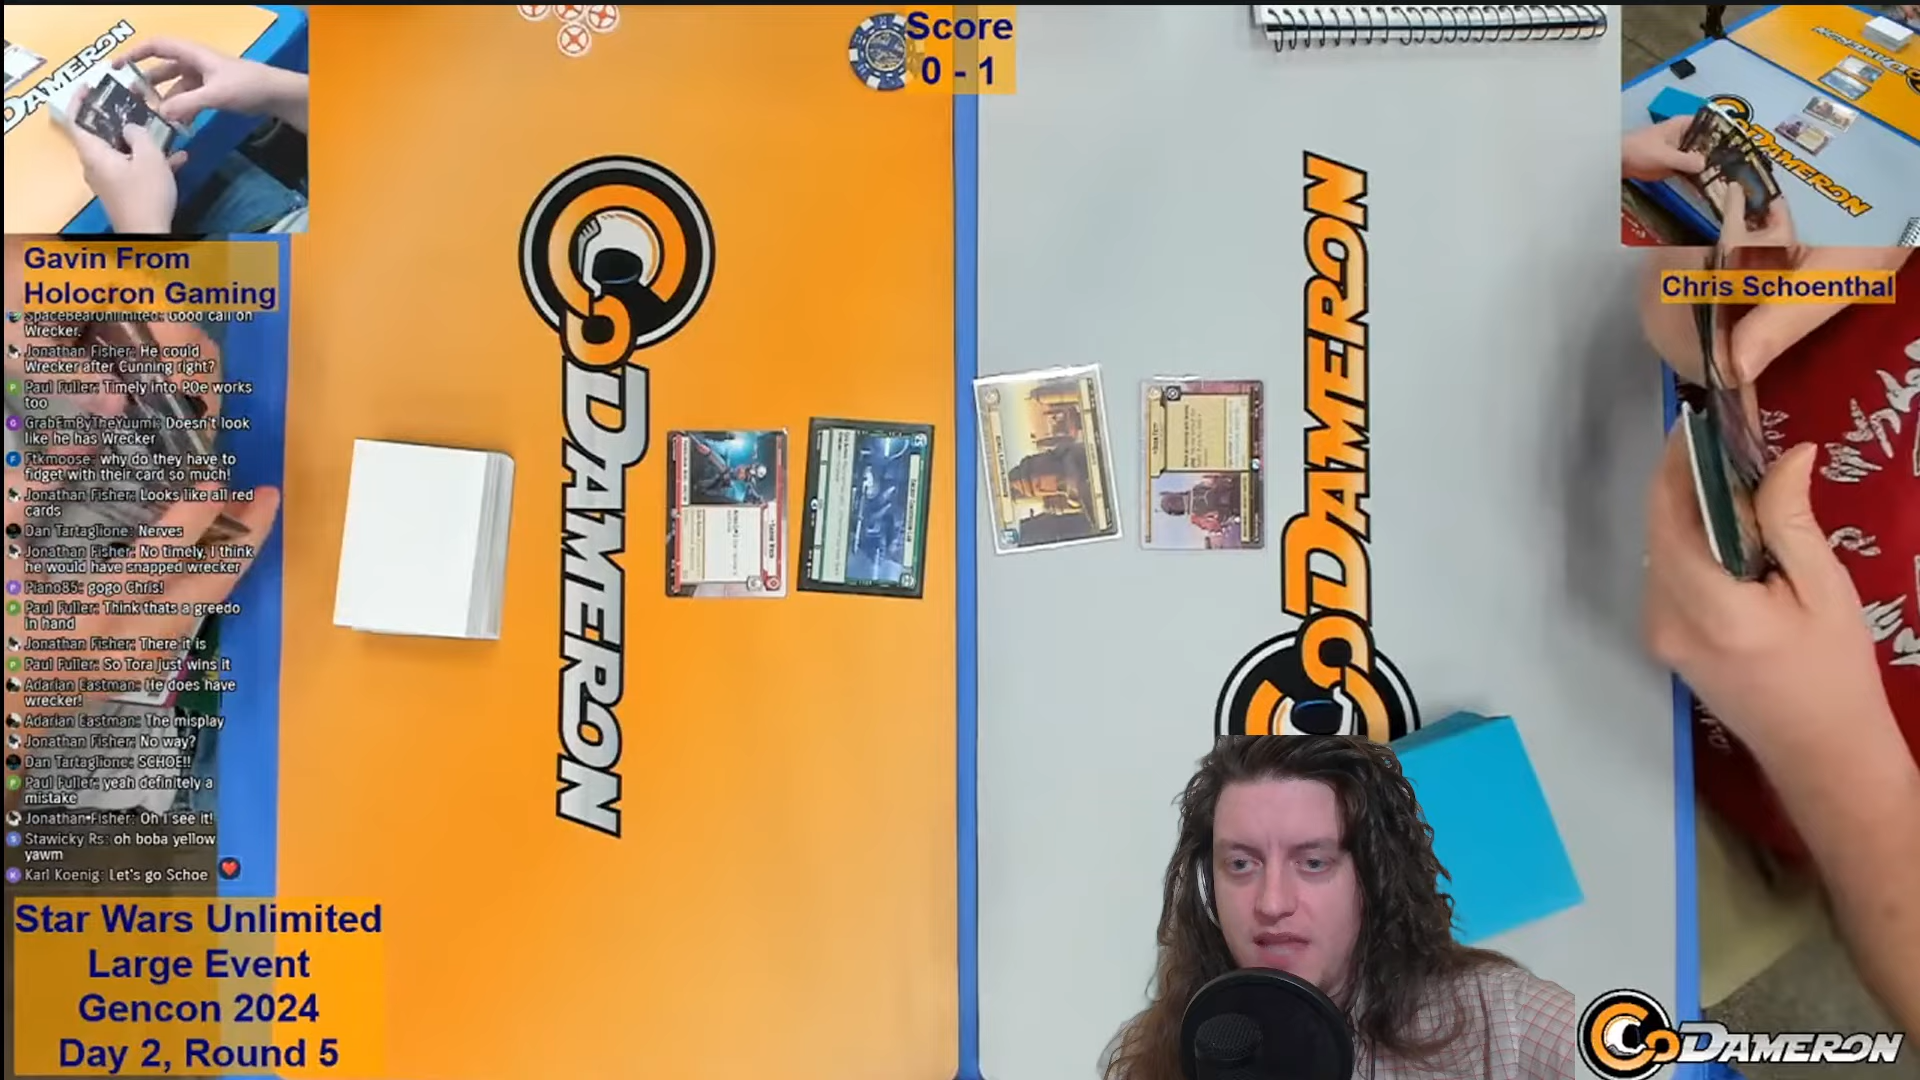 Score
0 - 1
DAMERON
DAMERON
Gavin From
Holocron Gaming
Chris Schoenthal
SpaceBearUnlimited: Good call on
Wrecker.
Jonathan Fisher: He could
Wrecker after Cunning right?
Paul Fuller: Timely into POe works
too
GrabEmByTheYuumi: Doesn't look
like he has Wrecker
Ftkmoose: why do they have to
fidget with their card so much!
Jonathan Fisher: Looks like all red
cards
Dan Tartaglione: Nerves
Jonathan Fisher: No timely, I think
he would have snapped wrecker
Piano85: gogo Chris!
Paul Fuller: Think thats a greedo
in hand
Jonathan Fisher: There it is
Paul Fuller: So Tora just wins it
Adarian Eastman: He does have
wrecker!
Adarian Eastman: The misplay
Jonathan Fisher: No way?
Dan Tartaglione: SCHOE!!
Paul Fuller: yeah definitely a
mistake
Jonathan Fisher: Oh I see it!
Stawicky Rs: oh boba yellow
yawm
Karl Koenig: Let's go Schoe
Star Wars Unlimited
Large Event
Gencon 2024
Day 2, Round 5
DAMERON
DAMERON
DAMERON